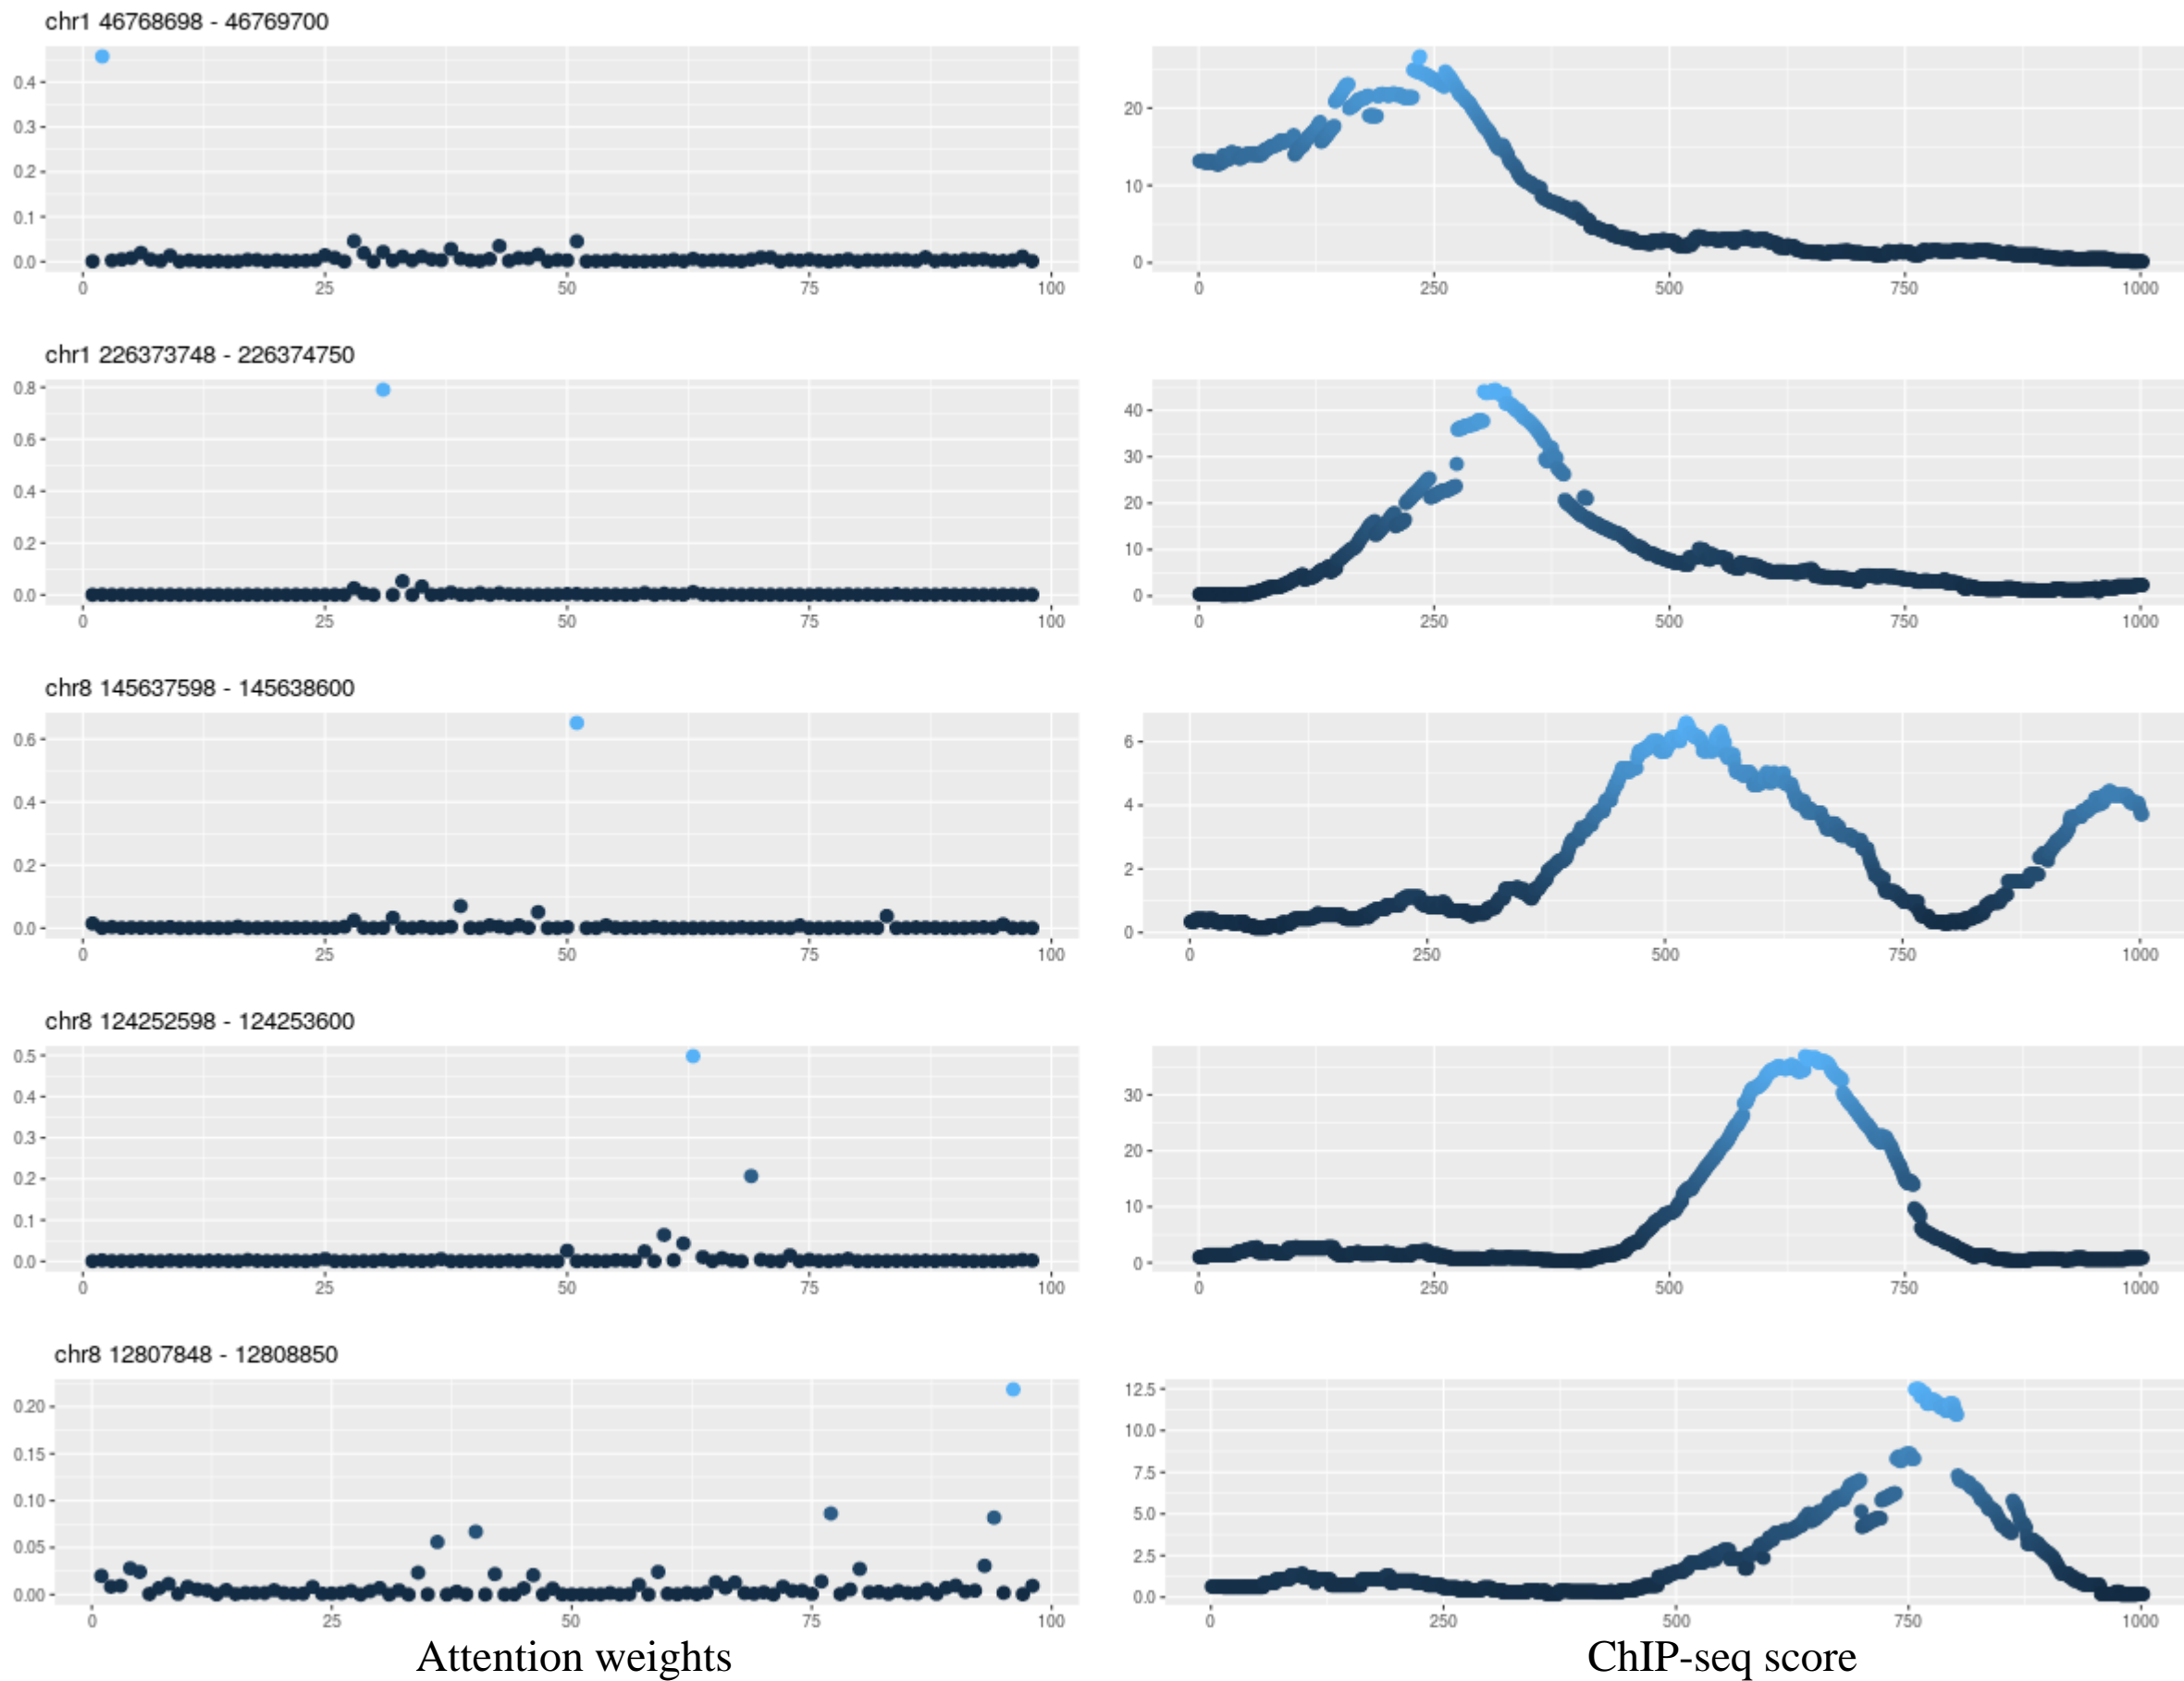 chr1 46768698 - 46769700
0.4
0.3
0.2
0.1
0.0
0 25 50 75 100
20
10
0
0 250 500 750 1000
chr1 226373748 - 226374750
0.8
0.6
0.4
0.2
0.0
0 25 50 75 100
40
30
20
10
0
0 250 500 750 1000
chr8 145637598 - 145638600
0.6
0.4
0.2
0.0
0 25 50 75 100
6
4
2
0
0 250 500 750 1000
chr8 124252598 - 124253600
0.5
0.4
0.3
0.2
0.1
0.0
0 25 50 75 100
30
20
10
0
0 250 500 750 1000
chr8 12807848 - 12808850
0.20
0.15
0.10
0.05
0.00
0 25 50 75 100
12.5
10.0
7.5
5.0
2.5
0.0
0 250 500 750 1000
Attention weights
ChIP-seq score